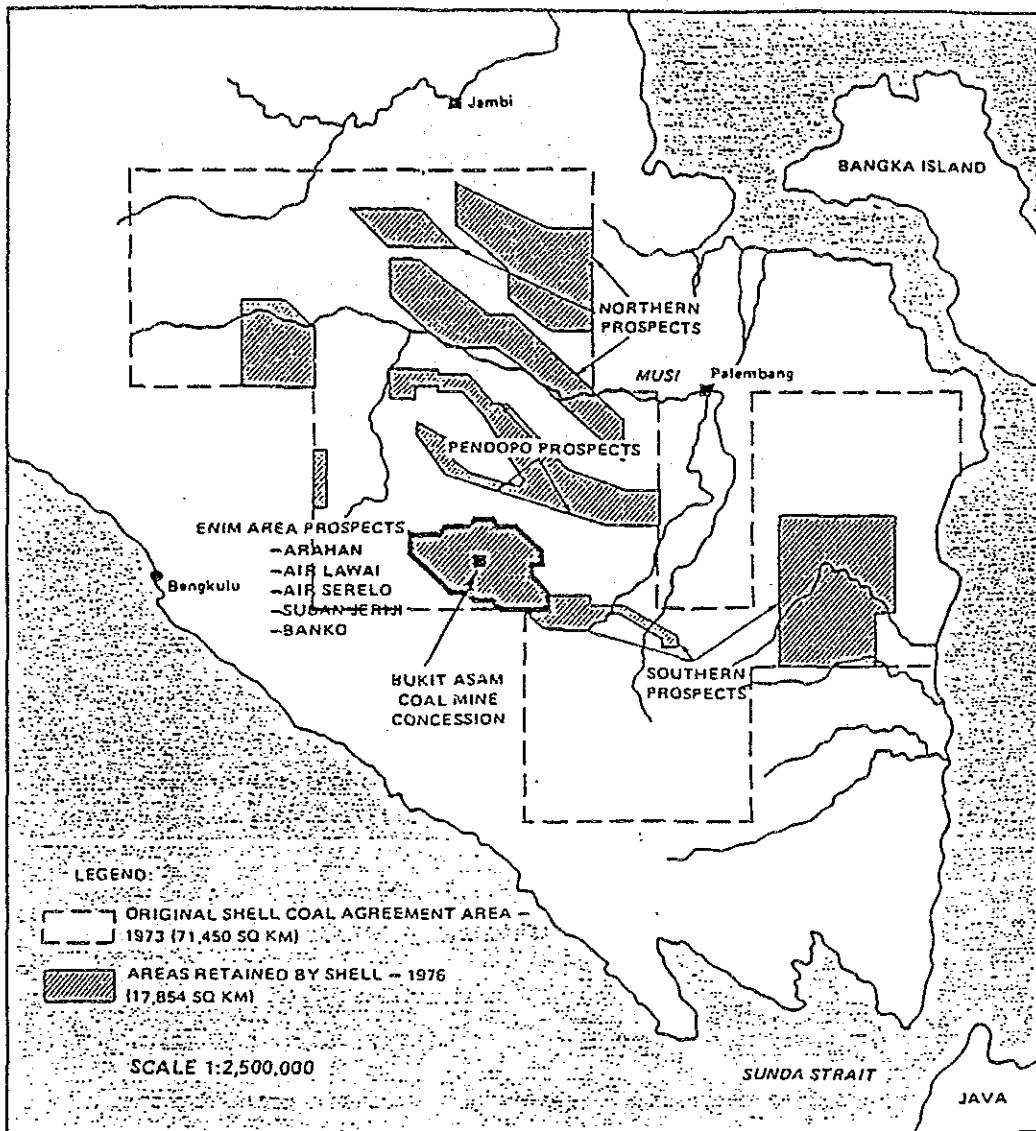 Jambi
BANGKA ISLAND
NORTHERN
PROSPECTS
MUSI
Palembang
PENDOPO PROSPECTS
ENIM AREA PROSPECTS
–ARAHAN
–AIR LAWAI
–AIR SERELO
–SUBAN JERIJI
–BANKO
Bengkulu
BUKIT ASAM
COAL MINE
CONCESSION
SOUTHERN
PROSPECTS
LEGEND:
ORIGINAL SHELL COAL AGREEMENT AREA –
1973 (71,450 SQ KM)
AREAS RETAINED BY SHELL – 1976
(17,854 SQ KM)
SCALE 1:2,500,000
SUNDA STRAIT
JAVA